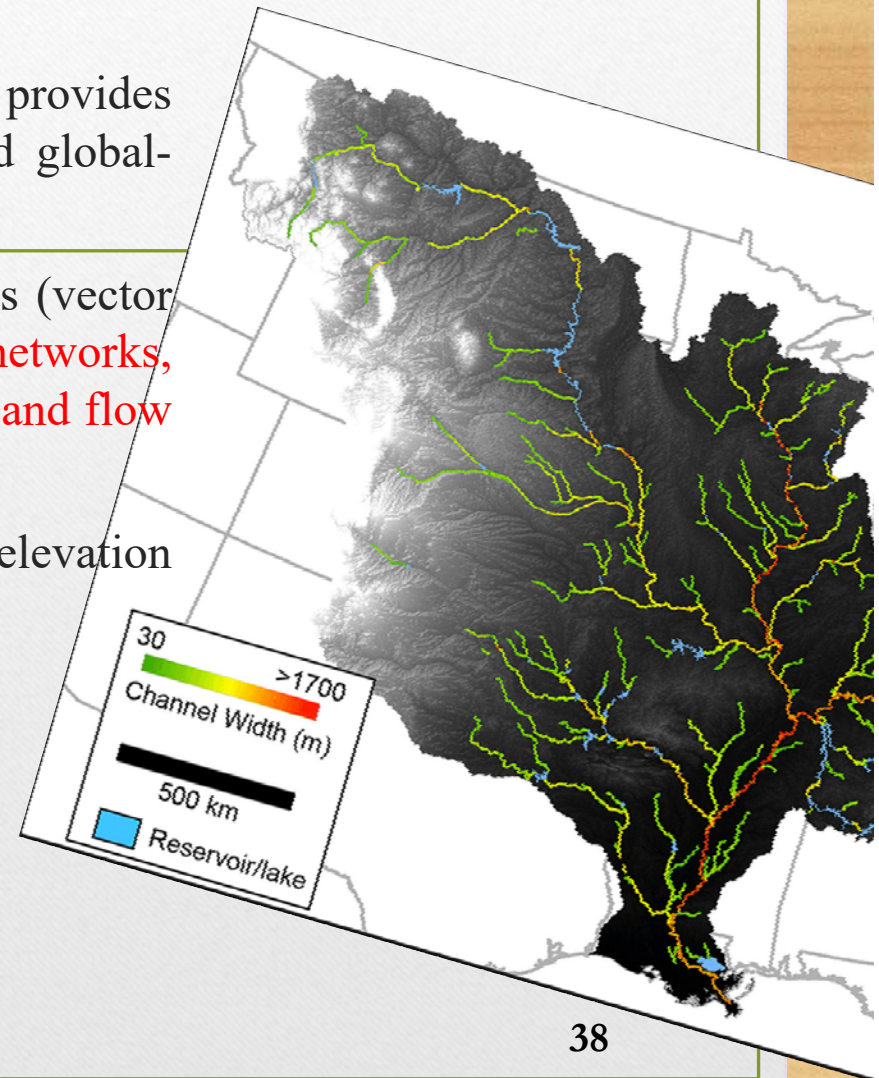 provides
d global-
s (vector
networks,
and flow
elevation
30
>1700
Channel Width (m)
500 km
Reservoir/lake
38